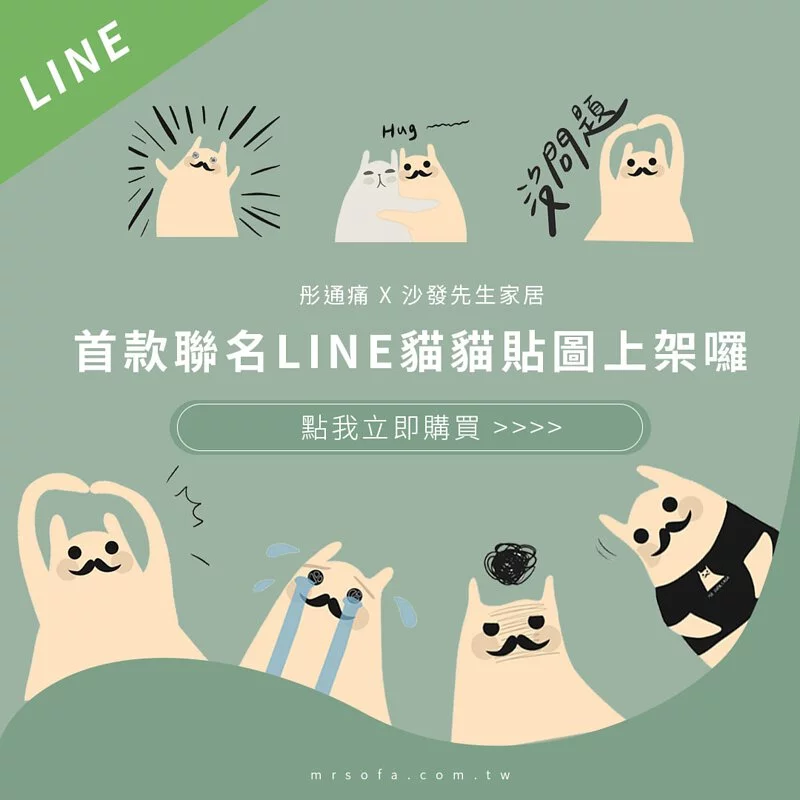 LINE
Hug
沒問題
彤通痛 X 沙發先生家居
首款聯名LINE貓貓貼圖上架囉
點我立即購買 >>>>
mrsofa.com.tw